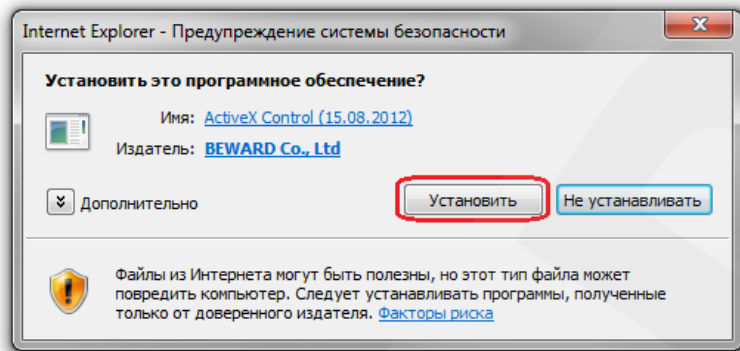 Internet Explorer - Предупреждение системы безопасности
Установить это программное обеспечение?
Имя: ActiveX Control (15.08.2012)
Издатель: BEWARD Co., Ltd
Дополнительно Установить Не устанавливать
Файлы из Интернета могут быть полезны, но этот тип файла может
повредить компьютер. Следует устанавливать программы, полученные
только от доверенного издателя. Факторы риска